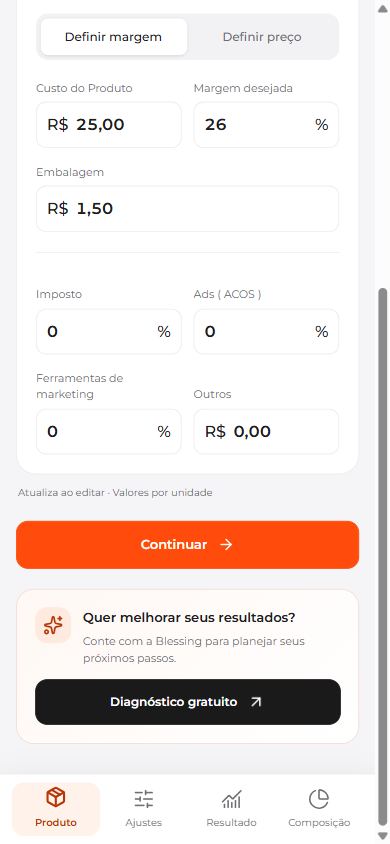 Definir margem
Definir preço
Custo do Produto
Margem desejada
R$ 25,00
26 %
Embalagem
R$ 1,50
Imposto
Ads ( ACOS )
0 %
0 %
Ferramentas de
marketing
Outros
0 %
R$ 0,00
Atualiza ao editar · Valores por unidade
Continuar →
Quer melhorar seus resultados?
Conte com a Blessing para planejar seus
próximos passos.
Diagnóstico gratuito
Produto
Ajustes
Resultado
Composição